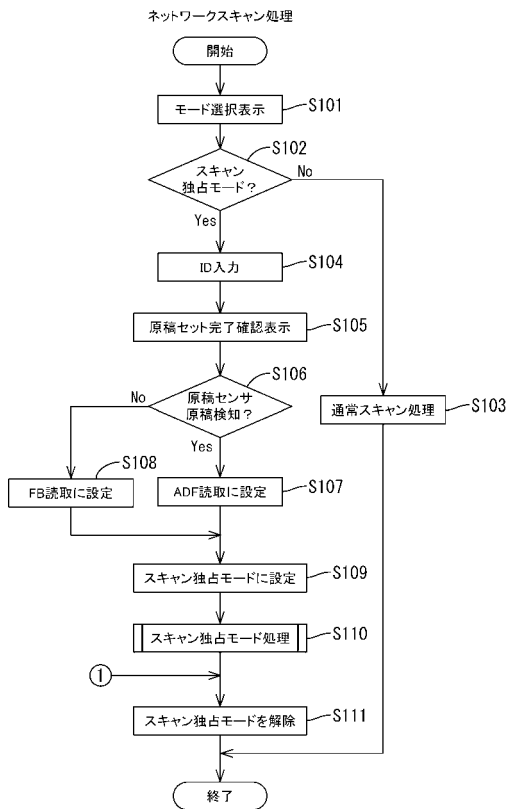 ネットワークスキャン処理
開始
モード選択表示
S101
S102
スキャン
独占モード?
No
Yes
ID入力
S104
原稿セット完了確認表示
S105
S106
原稿センサ
原稿検知?
No
Yes
通常スキャン処理
S103
S108
FB読取に設定
ADF読取に設定
S107
スキャン独占モードに設定
S109
スキャン独占モード処理
S110
①
スキャン独占モードを解除
S111
終了